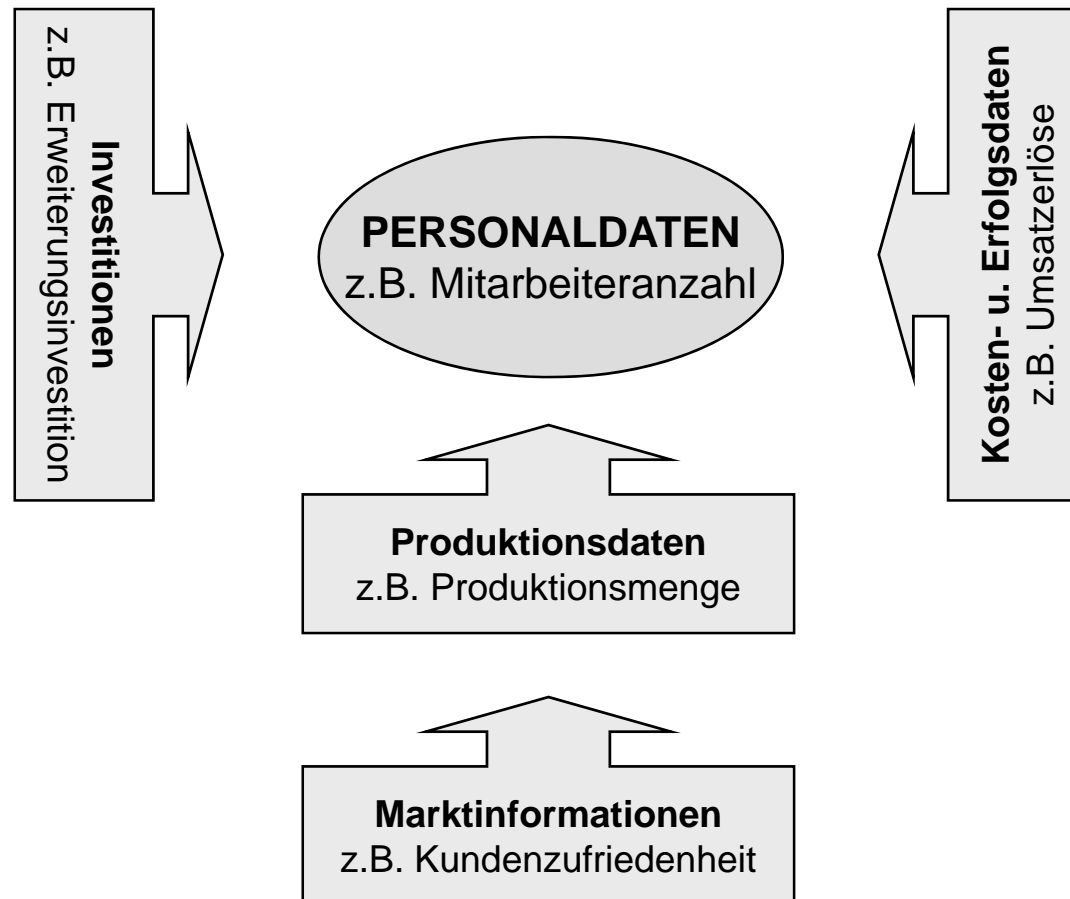 Investitionen
z.B. Erweiterungsinvestition
PERSONALDATEN
z.B. Mitarbeiteranzahl
Kosten- u. Erfolgsdaten
z.B. Umsatzerlöse
Produktionsdaten
z.B. Produktionsmenge
Marktinformationen
z.B. Kundenzufriedenheit